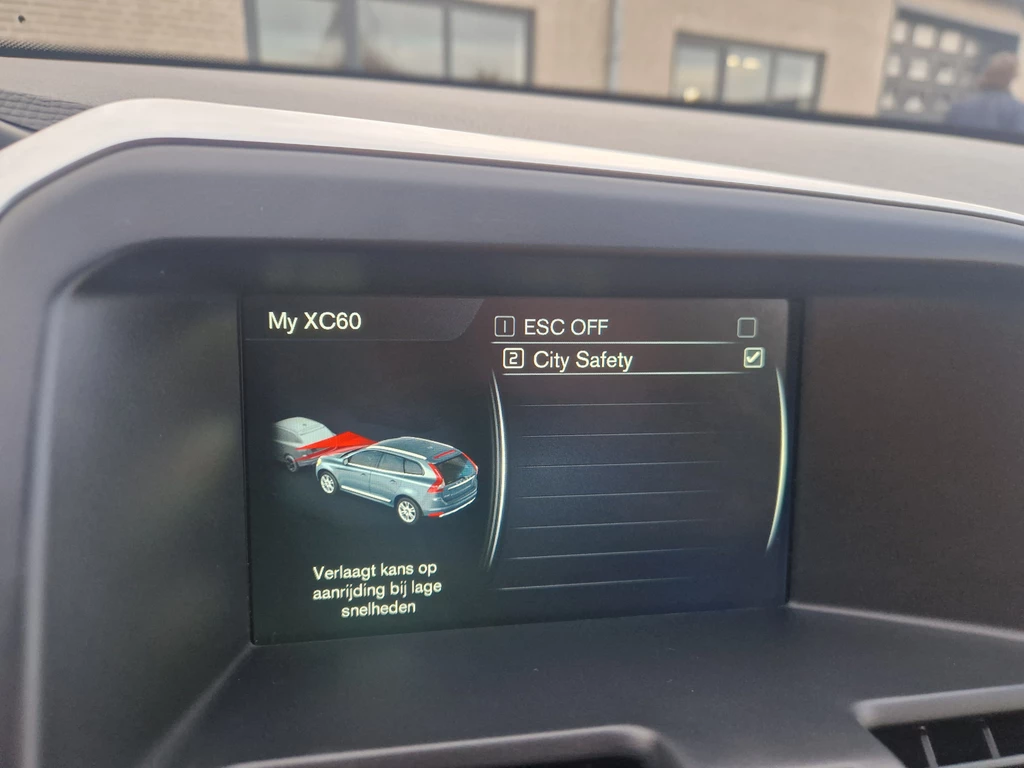 My XC60
1 ESC OFF
2 City Safety
Verlaagt kans op
aanrijding bij lage
snelheden